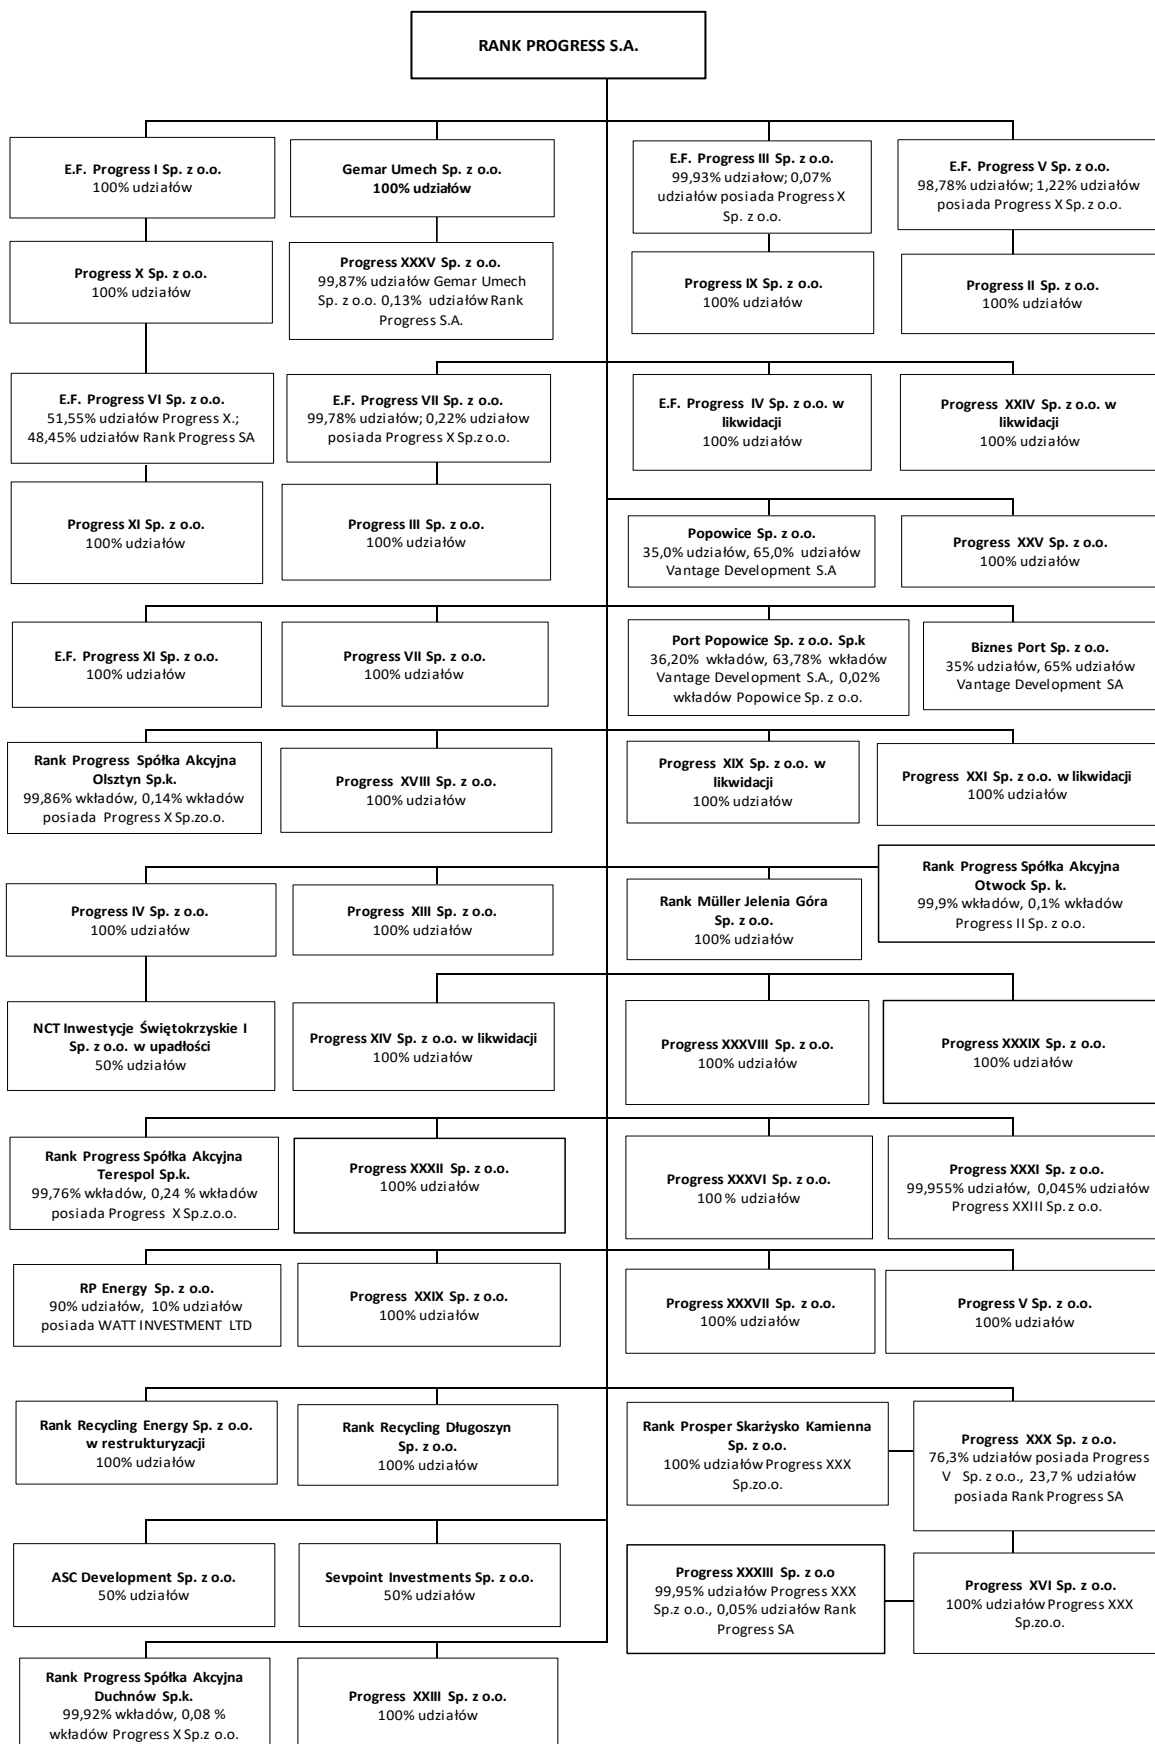 RANK PROGRESS S.A.
E.F. Progress I Sp. z o.o.
100% udziałów
Gemar Umech Sp. z o.o.
100% udziałów
E.F. Progress III Sp. z o.o.
99,93% udziałów; 0,07%
udziałów posiada Progress X
Sp. z o.o.
E.F. Progress V Sp. z o.o.
98,78% udziałów; 1,22% udziałów
posiada Progress X Sp. z o.o.
Progress X Sp. z o.o.
100% udziałów
Progress XXXV Sp. z o.o.
99,87% udziałów Gemar Umech
Sp. z o.o. 0,13% udziałów Rank
Progress S.A.
Progress IX Sp. z o.o.
100% udziałów
Progress II Sp. z o.o.
100% udziałów
E.F. Progress VI Sp. z o.o.
51,55% udziałów Progress X.;
48,45% udziałów Rank Progress SA
E.F. Progress VII Sp. z o.o.
99,78% udziałów; 0,22% udziałow
posiada Progress X Sp.z o.o.
E.F. Progress IV Sp. z o.o. w
likwidacji
100% udziałów
Progress XXIV Sp. z o.o. w
likwidacji
100% udziałów
Progress XI Sp. z o.o.
100% udziałów
Progress III Sp. z o.o.
100% udziałów
Popowice Sp. z o.o.
35,0% udziałów, 65,0% udziałów
Vantage Development S.A
Progress XXV Sp. z o.o.
100% udziałów
E.F. Progress XI Sp. z o.o.
100% udziałów
Progress VII Sp. z o.o.
100% udziałów
Port Popowice Sp. z o.o. Sp.k
36,20% wkładów, 63,78% wkładów
Vantage Development S.A., 0,02%
wkładów Popowice Sp. z o.o.
Biznes Port Sp. z o.o.
35% udziałów, 65% udziałów
Vantage Development SA
Rank Progress Spółka Akcyjna
Olsztyn Sp.k.
99,86% wkładów, 0,14% wkładów
posiada Progress X Sp.zo.o.
Progress XVIII Sp. z o.o.
100% udziałów
Progress XIX Sp. z o.o. w
likwidacji
100% udziałów
Progress XXI Sp. z o.o. w likwidacji
100% udziałów
Progress IV Sp. z o.o.
100% udziałów
Progress XIII Sp. z o.o.
100% udziałów
Rank Müller Jelenia Góra
Sp. z o.o.
100% udziałów
Rank Progress Spółka Akcyjna
Otwock Sp. k.
99,9% wkładów, 0,1% wkładów
Progress II Sp. z o.o.
NCT Inwestycje Świętokrzyskie I
Sp. z o.o. w upadłości
50% udziałów
Progress XIV Sp. z o.o. w likwidacji
100% udziałów
Progress XXXVIII Sp. z o.o.
100% udziałów
Progress XXXIX Sp. z o.o.
100% udziałów
Rank Progress Spółka Akcyjna
Terespol Sp.k.
99,76% wkładów, 0,24 % wkładów
posiada Progress X Sp.z.o.o.
Progress XXXII Sp. z o.o.
100% udziałów
Progress XXXVI Sp. z o.o.
100 % udziałów
Progress XXXI Sp. z o.o.
99,955% udziałów, 0,045% udziałów
Progress XXIII Sp. z o.o.
RP Energy Sp. z o.o.
90% udziałów, 10% udziałów
posiada WATT INVESTMENT LTD
Progress XXIX Sp. z o.o.
100% udziałów
Progress XXXVII Sp. z o.o.
100% udziałów
Progress V Sp. z o.o.
100% udziałów
Rank Recycling Energy Sp. z o.o.
w restrukturyzacji
100% udziałów
Rank Recycling Długoszyn
Sp. z o.o.
100% udziałów
Rank Prosper Skarżysko Kamienna
Sp. z o.o.
100% udziałów Progress XXX
Sp.zo.o.
Progress XXX Sp. z o.o.
76,3% udziałów posiada Progress
V Sp. z o.o., 23,7 % udziałów
posiada Rank Progress SA
ASC Development Sp. z o.o.
50% udziałów
Sevpoint Investments Sp. z o.o.
50% udziałów
Progress XXXIII Sp. z o.o
99,95% udziałów Progress XXX
Sp.z o.o., 0,05% udziałów Rank
Progress SA
Progress XVI Sp. z o.o.
100% udziałów Progress XXX
Sp.zo.o.
Rank Progress Spółka Akcyjna
Duchnów Sp.k.
99,92% wkładów, 0,08 %
wkładów Progress X Sp.z o.o.
Progress XXIII Sp. z o.o.
100% udziałów